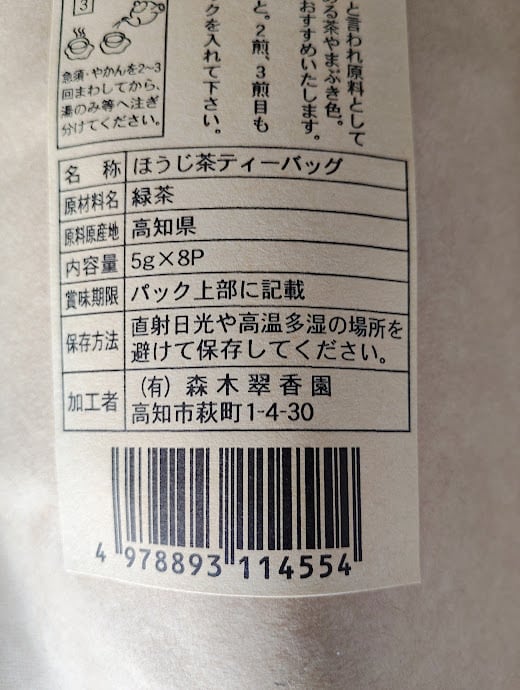 と言われ原料として
る茶やまぶき色。
おすすめいたします。
と。2煎、3煎目も
クを入れて下さい。
3
急須・やかんを2〜3
回まわしてから、
湯のみ等へ注ぎ
分けてください。
名 称 ほうじ茶ティーバッグ
原材料名 緑茶
原料原産地 高知県
内容量 5g×8P
賞味期限 パック上部に記載
保存方法 直射日光や高温多湿の場所を
避けて保存してください。
加工者 (有) 森木翠香園
高知市萩町1-4-30
4 978893 114554